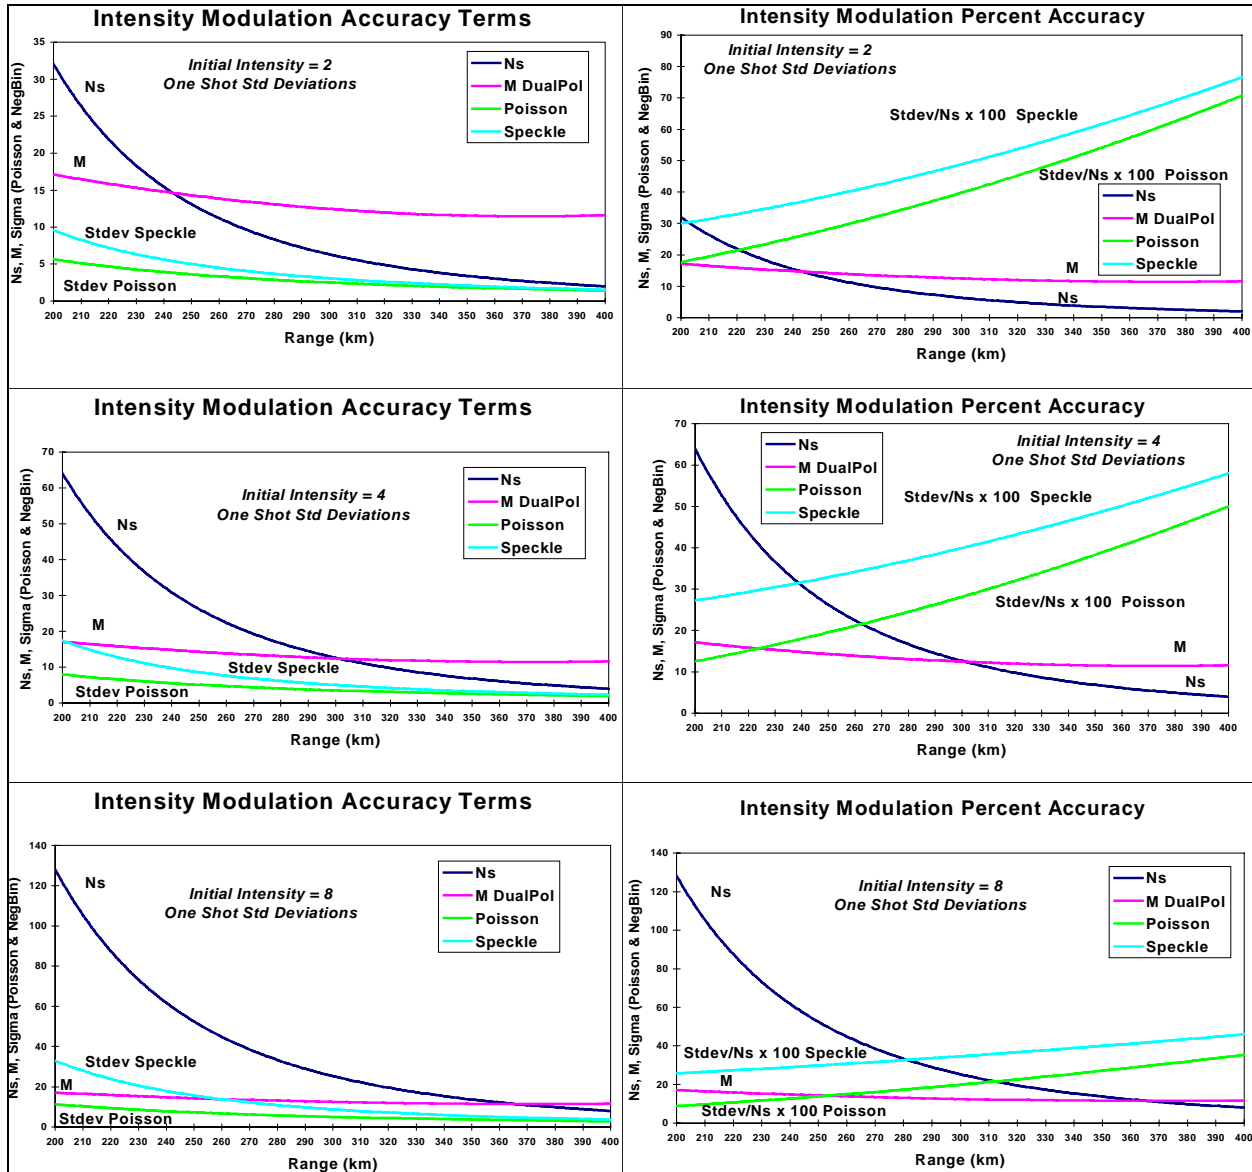 Intensity Modulation Accuracy Terms
Ns, M, Sigma (Poisson & NegBin)
35
30
25
20
15
10
5
0
Initial Intensity = 2
One Shot Std Deviations
Ns
M DualPol
Poisson
Speckle
Ns
M
Stdev Speckle
Stdev Poisson
200 210 220 230 240 250 260 270 280 290 300 310 320 330 340 350 360 370 380 390 400
Range (km)
Intensity Modulation Percent Accuracy
Ns, M, Sigma (Poisson & NegBin)
90
80
70
60
50
40
30
20
10
0
Initial Intensity = 2
One Shot Std Deviations
Stdev/Ns x 100 Speckle
Stdev/Ns x 100 Poisson
Ns
M DualPol
Poisson
Speckle
M
Ns
200 210 220 230 240 250 260 270 280 290 300 310 320 330 340 350 360 370 380 390 400
Range (km)
Intensity Modulation Accuracy Terms
Ns, M, Sigma (Poisson & NegBin)
70
60
50
40
30
20
10
0
Initial Intensity = 4
One Shot Std Deviations
Ns
M DualPol
Poisson
Speckle
Ns
M
Stdev Speckle
Stdev Poisson
200 210 220 230 240 250 260 270 280 290 300 310 320 330 340 350 360 370 380 390 400
Range (km)
Intensity Modulation Percent Accuracy
Ns, M, Sigma (Poisson & NegBin)
70
60
50
40
30
20
10
0
Ns
M DualPol
Poisson
Speckle
Initial Intensity = 4
One Shot Std Deviations
Stdev/Ns x 100 Speckle
Stdev/Ns x 100 Poisson
M
Ns
200 210 220 230 240 250 260 270 280 290 300 310 320 330 340 350 360 370 380 390 400
Range (km)
Intensity Modulation Accuracy Terms
Ns, M, Sigma (Poisson & NegBin)
140
120
100
80
60
40
20
0
Ns
Initial Intensity = 8
One Shot Std Deviations
Ns
M DualPol
Poisson
Speckle
Stdev Speckle
M
Stdev Poisson
200 210 220 230 240 250 260 270 280 290 300 310 320 330 340 350 360 370 380 390 400
Range (km)
Intensity Modulation Percent Accuracy
Ns, M, Sigma (Poisson & NegBin)
140
120
100
80
60
40
20
0
Ns
Initial Intensity = 8
One Shot Std Deviations
Ns
M DualPol
Poisson
Speckle
Stdev/Ns x 100 Speckle
M
Stdev/Ns x 100 Poisson
200 210 220 230 240 250 260 270 280 290 300 310 320 330 340 350 360 370 380 390 400
Range (km)